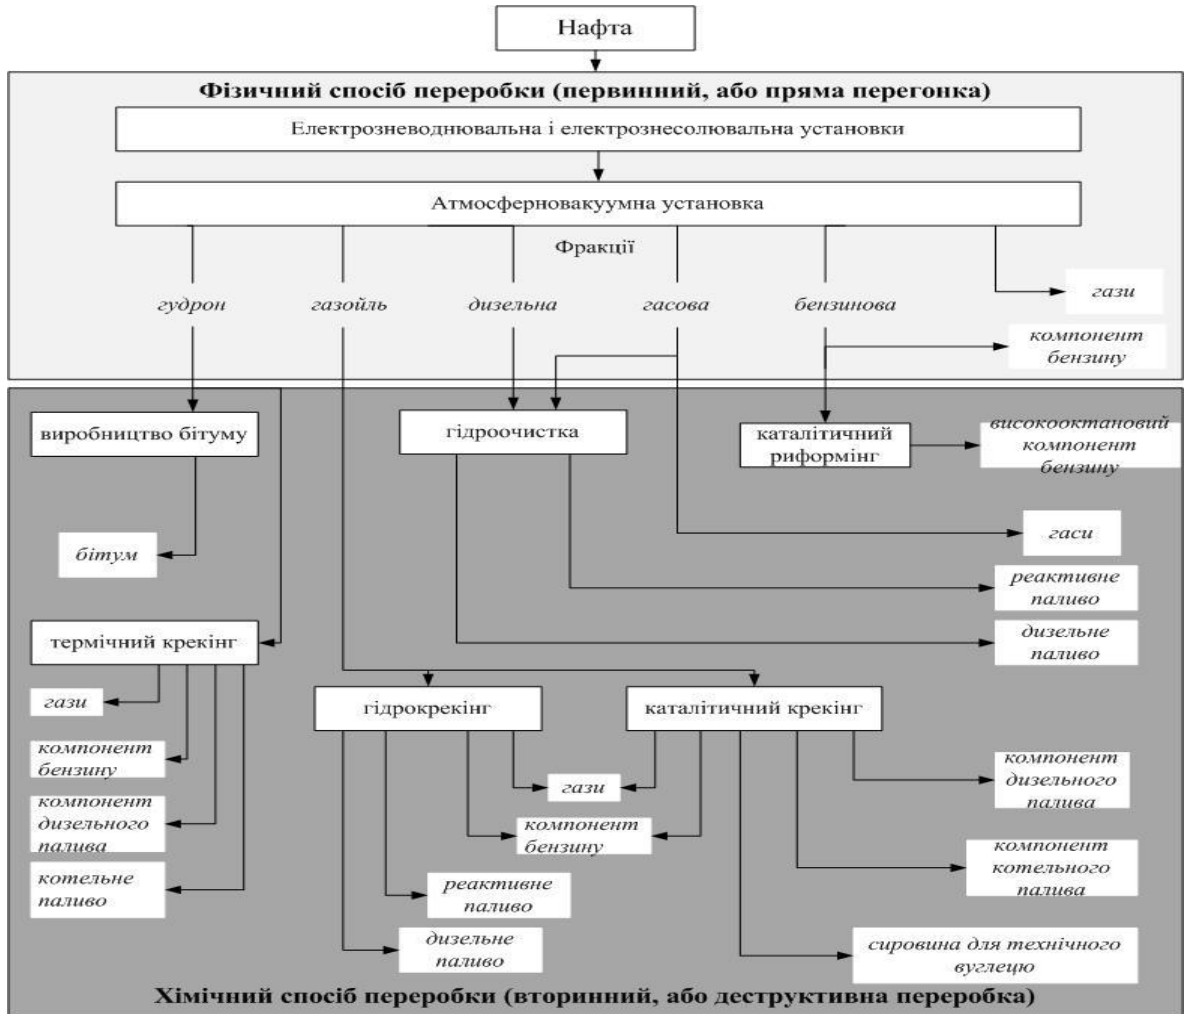 Нафта
Фізичний спосіб переробки (первинний, або пряма перегонка)
Електрозневоднювальна і електрознесолювальна установки
Атмосферновакуумна установка
Фракції
гудрон
газойль
дизельна
гасова
бензинова
гази
компонент
бензину
виробництво бітуму
гідроочистка
каталітичний
риформінг
високооктановий
компонент
бензину
бітум
гаси
реактивне
паливо
дизельне
паливо
термічний крекінг
гази
компонент
бензину
компонент
дизельного
палива
котельне
паливо
гідрокрекінг
каталітичний крекінг
гази
компонент
бензину
реактивне
паливо
дизельне
паливо
компонент
дизельного
палива
компонент
котельного
палива
сировина для технічного
вуглецю
Хімічний спосіб переробки (вторинний, або деструктивна переробка)